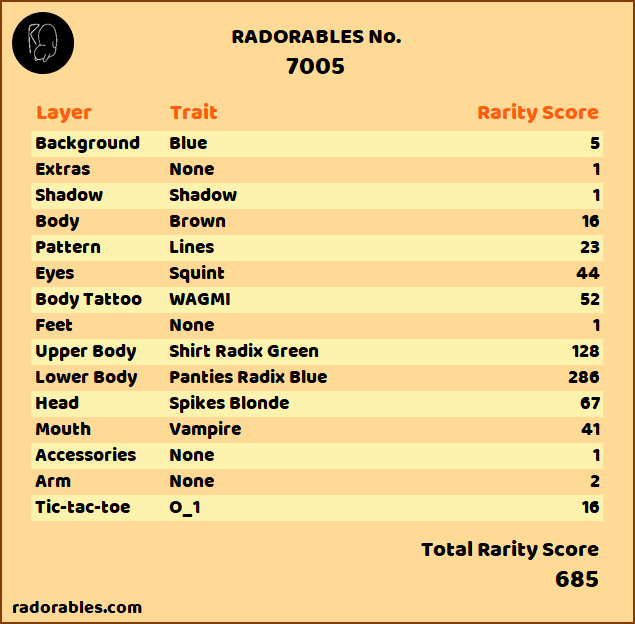 RADORABLES No.
7005
Layer Trait Rarity Score
Background Blue 5
Extras None 1
Shadow Shadow 1
Body Brown 16
Pattern Lines 23
Eyes Squint 44
Body Tattoo WAGMI 52
Feet None 1
Upper Body Shirt Radix Green 128
Lower Body Panties Radix Blue 286
Head Spikes Blonde 67
Mouth Vampire 41
Accessories None 1
Arm None 2
Tic-tac-toe O_1 16
Total Rarity Score
685
radorables.com